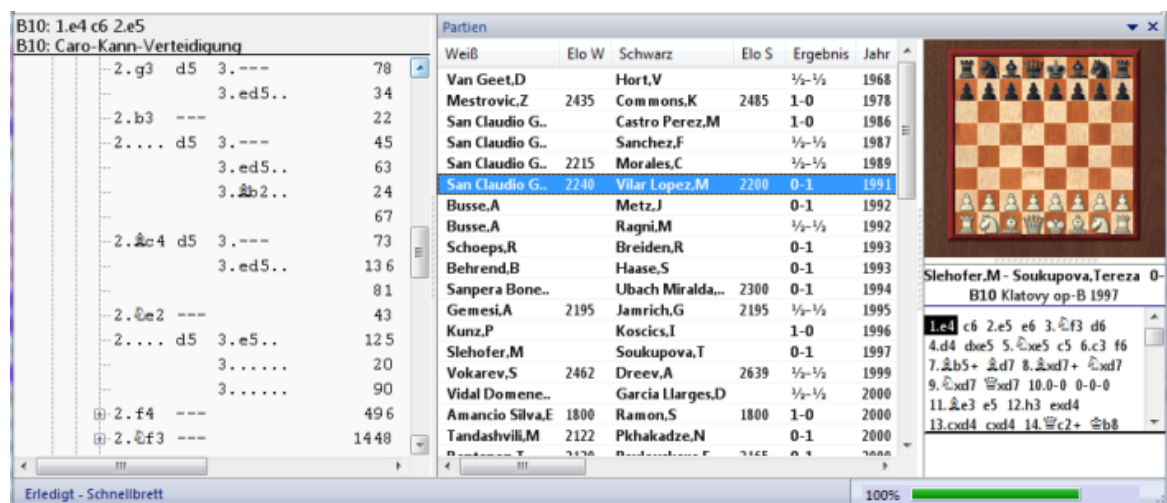 B10: 1.e4 c6 2.e5
B10: Caro-Kann-Verteidigung
2.g3 d5 3.--- 78
3.ed5.. 34
2.b3 --- 22
2.... d5 3.--- 45
3.ed5.. 63
3.♗b2.. 24
67
2.♗c4 d5 3.--- 73
3.ed5.. 136
81
2.♘e2 --- 43
2.... d5 3.e5.. 125
3...... 20
3...... 90
2.f4 --- 496
2.♘f3 --- 1448
Partien
Weiß Elo W Schwarz Elo S Ergebnis Jahr
Van Geet,D Hort,V ½-½ 1968
Mestrovic,Z 2435 Commons,K 2485 1-0 1978
San Claudio G.. Castro Perez,M 1-0 1986
San Claudio G.. Sanchez,F ½-½ 1987
San Claudio G.. 2215 Morales,C ½-½ 1989
San Claudio G.. 2240 Vilar Lopez,M 2200 0-1 1991
Busse,A Metz,J 0-1 1992
Busse,A Ragni,M ½-½ 1992
Schoeps,R Breiden,R 0-1 1993
Behrend,B Haase,S 0-1 1993
Sanpera Bone.. Ubach Miralda,.. 2300 0-1 1994
Gemesi,A 2195 Jamrich,G 2195 ½-½ 1995
Kunz,P Koscics,I 1-0 1996
Slehofer,M Soukupova,T 0-1 1997
Vokarev,S 2462 Dreev,A 2639 ½-½ 1999
Vidal Domene.. Garcia Llarges,D ½-½ 2000
Amancio Silva,E 1800 Ramon,S 1800 1-0 2000
Tandashvili,M 2122 Pkhakadze,N 0-1 2000
Slehofer,M - Soukupova,Tereza 0-
B10 Klatovy op-B 1997
1.e4 c6 2.e5 e6 3.♘f3 d6
4.d4 dxe5 5.♘xe5 c5 6.c3 f6
7.♗b5+ ♗d7 8.♗xd7+ ♘xd7
9.♘xd7 ♕xd7 10.0-0 0-0-0
11.♗e3 e5 12.h3 exd4
13.cxd4 cxd4 14.♕c2+ ♔b8
Erledigt - Schnellbrett
100%